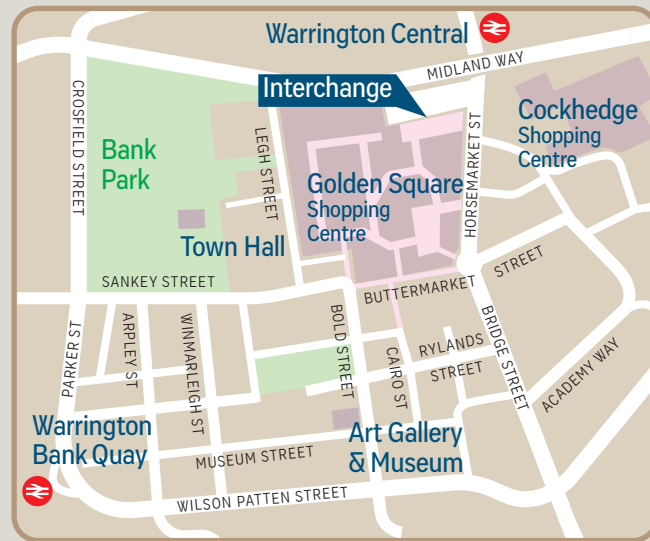 Warrington Central
MIDLAND WAY
Interchange
Cockhedge
Shopping
Centre
CROSFIELD STREET
LEGH STREET
HORSEMARKET ST
Bank
Park
Golden Square
Shopping
Centre
Town Hall
SANKEY STREET
BUTTERMARKET STREET
PARKER ST
ARPLEY ST
WINMARLEIGH ST
BOLD STREET
CAIRO ST
RYLANDS
STREET
BRIDGE STREET
ACADEMY WAY
Warrington
Bank Quay
Art Gallery
& Museum
MUSEUM STREET
WILSON PATTEN STREET